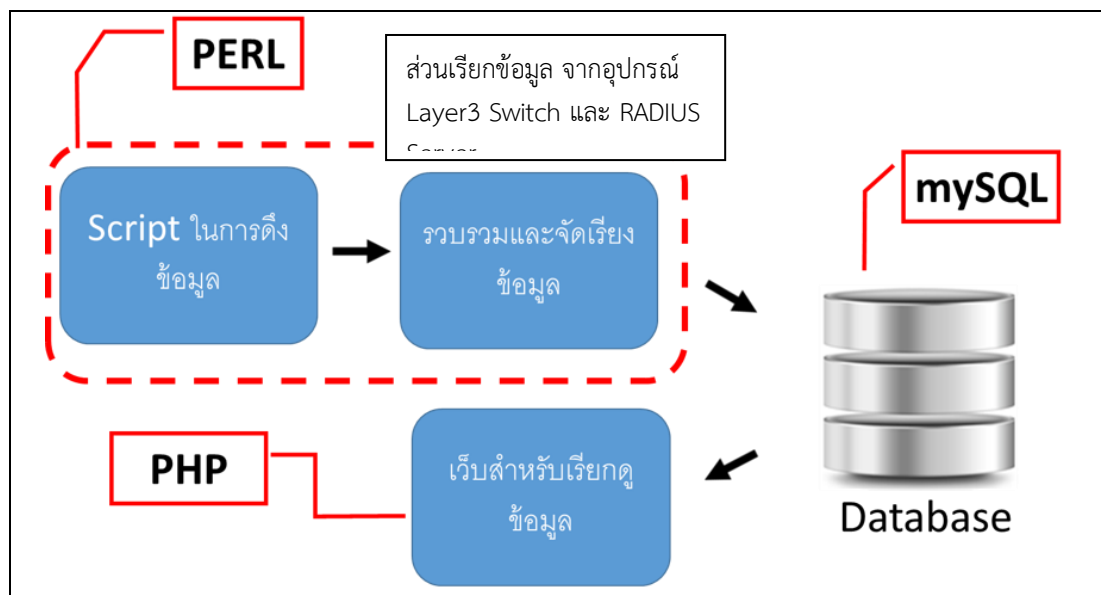 PERL
ส่วนเรียกข้อมูล จากอุปกรณ์
Layer3 Switch และ RADIUS
Server
Script ในการดึง
ข้อมูล
รวบรวมและจัดเรียง
ข้อมูล
mySQL
PHP
เว็บสำหรับเรียกดู
ข้อมูล
Database